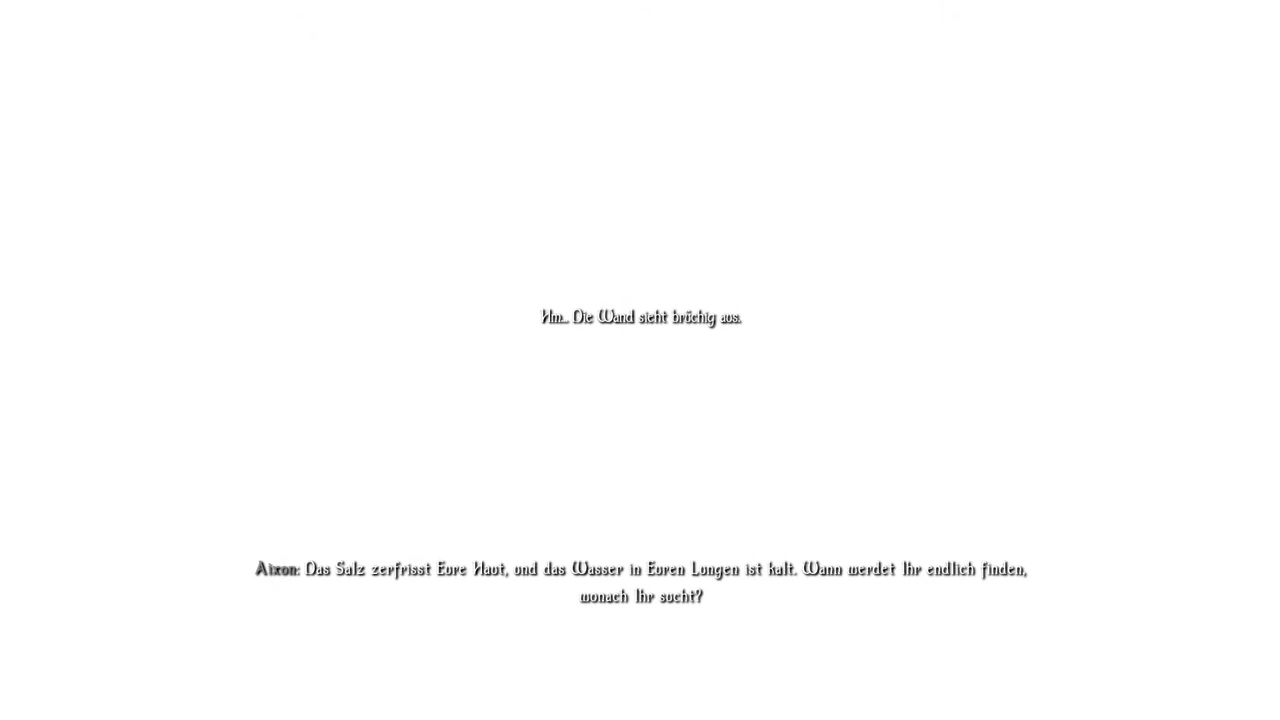 Hm... Die Wand sieht brüchig aus.
Aixon: Das Salz zerfrisst Eure Haut, und das Wasser in Euren Lungen ist kalt. Wann werdet Ihr endlich finden,
wonach Ihr sucht?